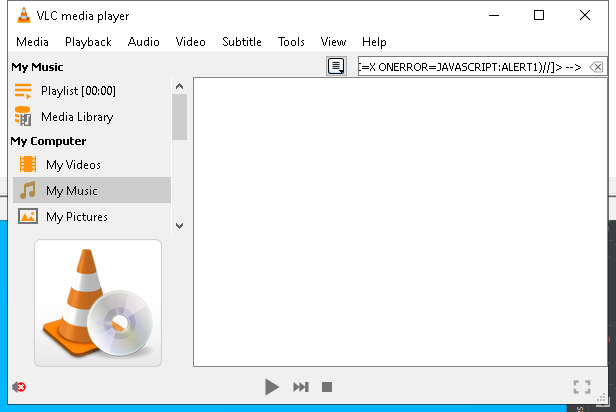 VLC media player
Media Playback Audio Video Subtitle Tools View Help
My Music
:=X ONERROR=JAVASCRIPT:ALERT1)//]> -->
Playlist [00:00]
Media Library
My Computer
My Videos
My Music
My Pictures